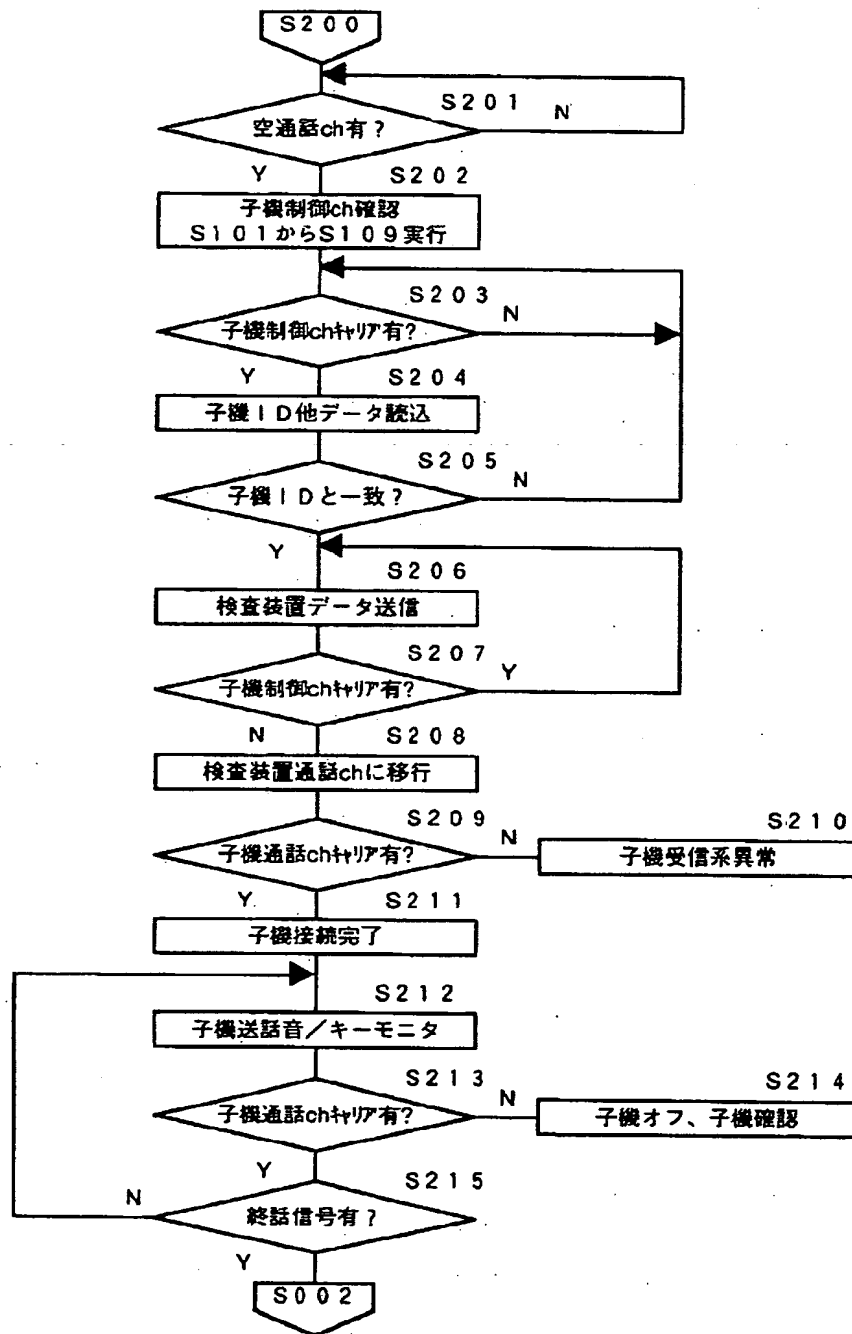 S200
S201
N
空通話ch有?
Y
S202
子機制御ch確認
S101からS109実行
S203
子機制御chキャリア有?
N
Y
S204
子機ID他データ読込
S205
子機IDと一致?
N
Y
S206
検査装置データ送信
S207
子機制御chキャリア有?
Y
N
S208
検査装置通話chに移行
S209
子機通話chキャリア有?
N
S210
子機受信系異常
Y
S211
子機接続完了
S212
子機送話音/キーモニタ
S213
子機通話chキャリア有?
N
S214
子機オフ、子機確認
Y
S215
N
終話信号有?
Y
S002